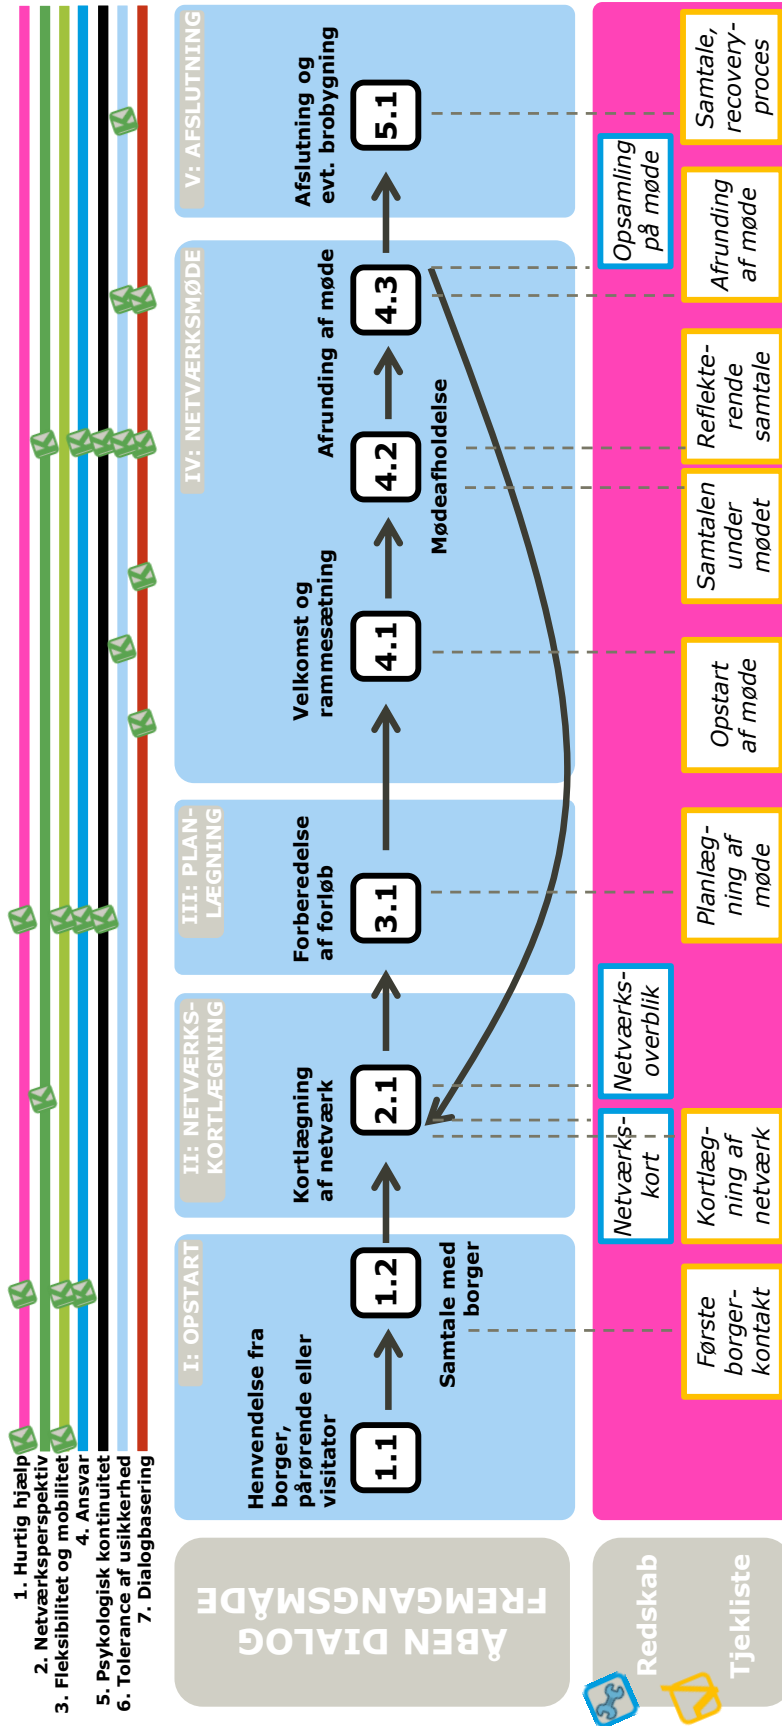 1. Hurtig hjælp
2. Netværksperspektiv
3. Fleksibilitet og mobilitet
4. Ansvar
5. Psykologisk kontinuitet
6. Tolerance af usikkerhed
7. Dialogbasering
ÅBEN DIALOG
FREMGANGSMÅDE
I: OPSTART
Henvendelse fra
borger,
pårørende eller
visitator
1.1
1.2
Samtale med
borger
II: NETVÆRKS-
KORTLÆGNING
Kortlægning
af netværk
2.1
III: PLAN-
LÆGNING
Forberedelse
af forløb
3.1
IV: NETVÆRKSMØDE
Velkomst og
rammesætning
4.1
4.2
Mødeafholdelse
Afrunding af møde
4.3
V: AFSLUTNING
Afslutning og
evt. brobygning
5.1
Redskab
Netværks-
kort
Netværks-
overblik
Opsamling
på møde
Tjekliste
Første
borger-
kontakt
Kortlæg-
ning af
netværk
Planlæg-
ning af
møde
Opstart
af møde
Samtalen
under
mødet
Reflekte-
rende
samtale
Afrunding
af møde
Samtale,
recovery-
proces